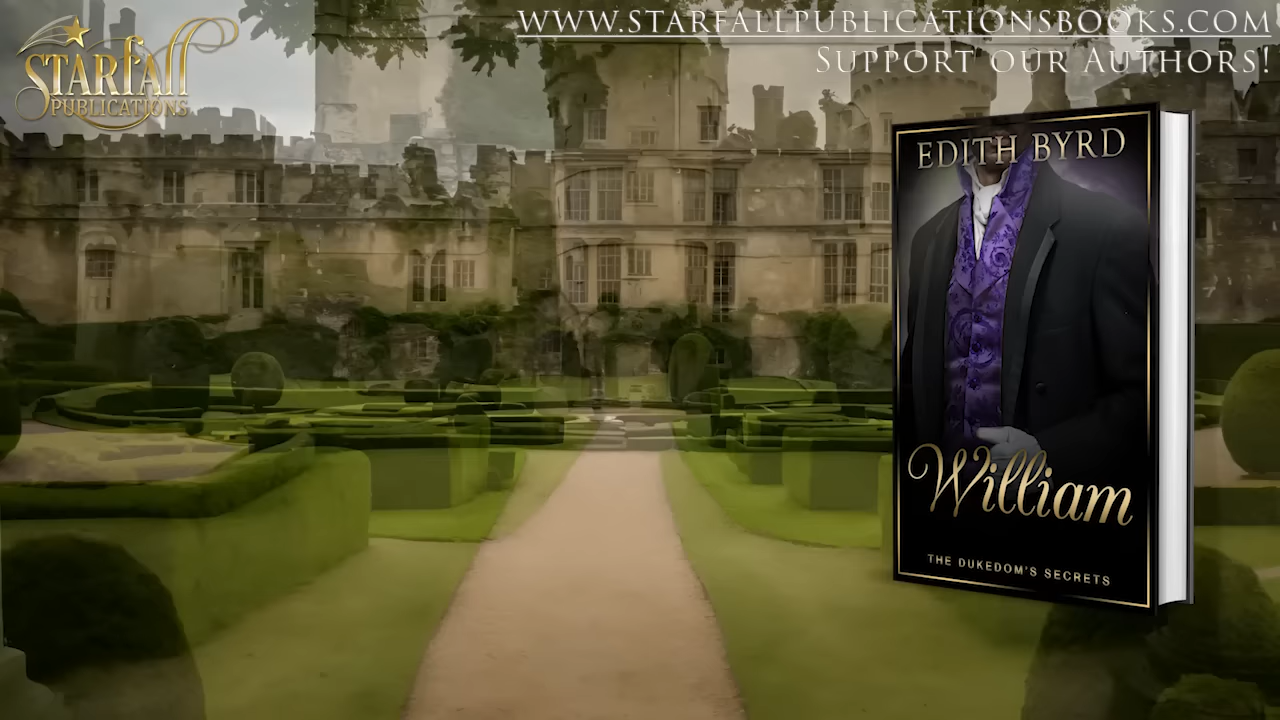 STARfall
PUBLICATIONS
WWW.STARFALLPUBLICATIONSBOOKS.COM
SUPPORT OUR AUTHORS!
EDITH BYRD
William
THE DUKEDOM'S SECRETS